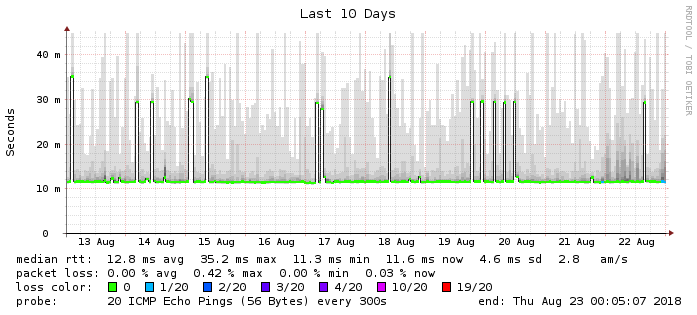 Last 10 Days
RRDTOOL / TOBI OETIKER
Seconds
40 m
30 m
20 m
10 m
0
13 Aug 14 Aug 15 Aug 16 Aug 17 Aug 18 Aug 19 Aug 20 Aug 21 Aug 22 Aug
median rtt: 12.8 ms avg 35.2 ms max 11.3 ms min 11.6 ms now 4.6 ms sd 2.8 am/s
packet loss: 0.00 % avg 0.42 % max 0.00 % min 0.03 % now
loss color: 0 1/20 2/20 3/20 4/20 10/20 19/20
probe: 20 ICMP Echo Pings (56 Bytes) every 300s end: Thu Aug 23 00:05:07 2018